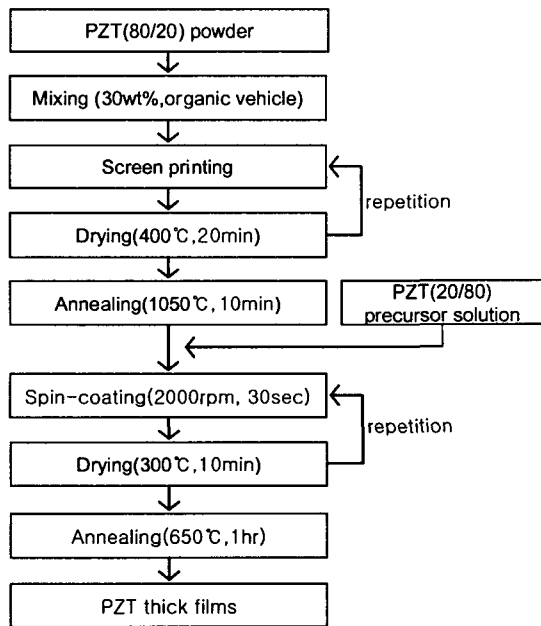 PZT(80/20) powder
Mixing (30wt%,organic vehicle)
Screen printing
repetition
Drying(400℃,20min)
Annealing(1050℃,10min)
PZT(20/80)
precursor solution
Spin-coating(2000rpm, 30sec)
repetition
Drying(300℃,10min)
Annealing(650℃,1hr)
PZT thick films